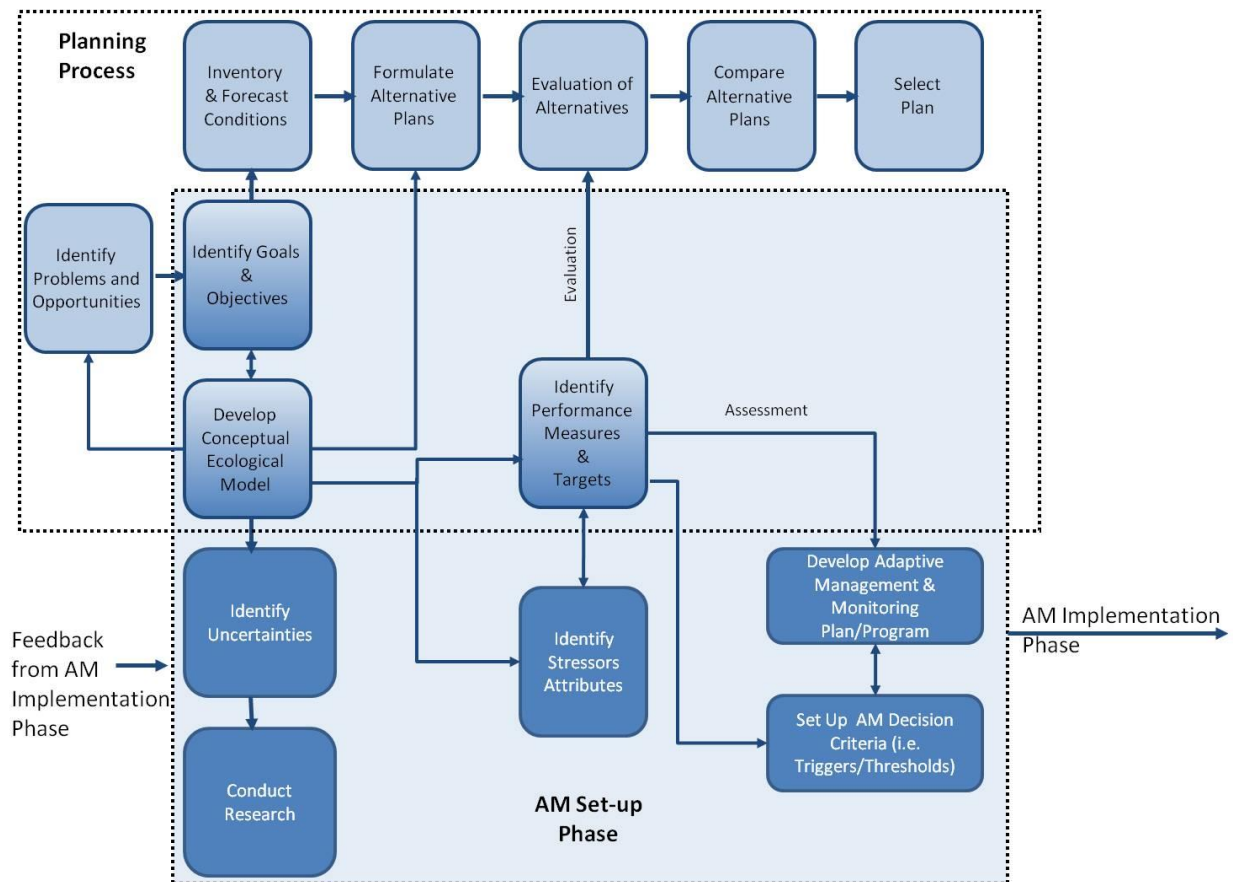 Planning
Process
Inventory
& Forecast
Conditions
Formulate
Alternative
Plans
Evaluation of
Alternatives
Compare
Alternative
Plans
Select
Plan
Identify
Problems and
Opportunities
Identify Goals
&
Objectives
Evaluation
Develop
Conceptual
Ecological
Model
Identify
Performance
Measures
&
Targets
Assessment
Identify
Uncertainties
Identify
Stressors
Attributes
Develop Adaptive
Management &
Monitoring
Plan/Program
AM Implementation
Phase
Feedback
from AM
Implementation
Phase
Set Up AM Decision
Criteria (i.e.
Triggers/Thresholds)
Conduct
Research
AM Set-up
Phase